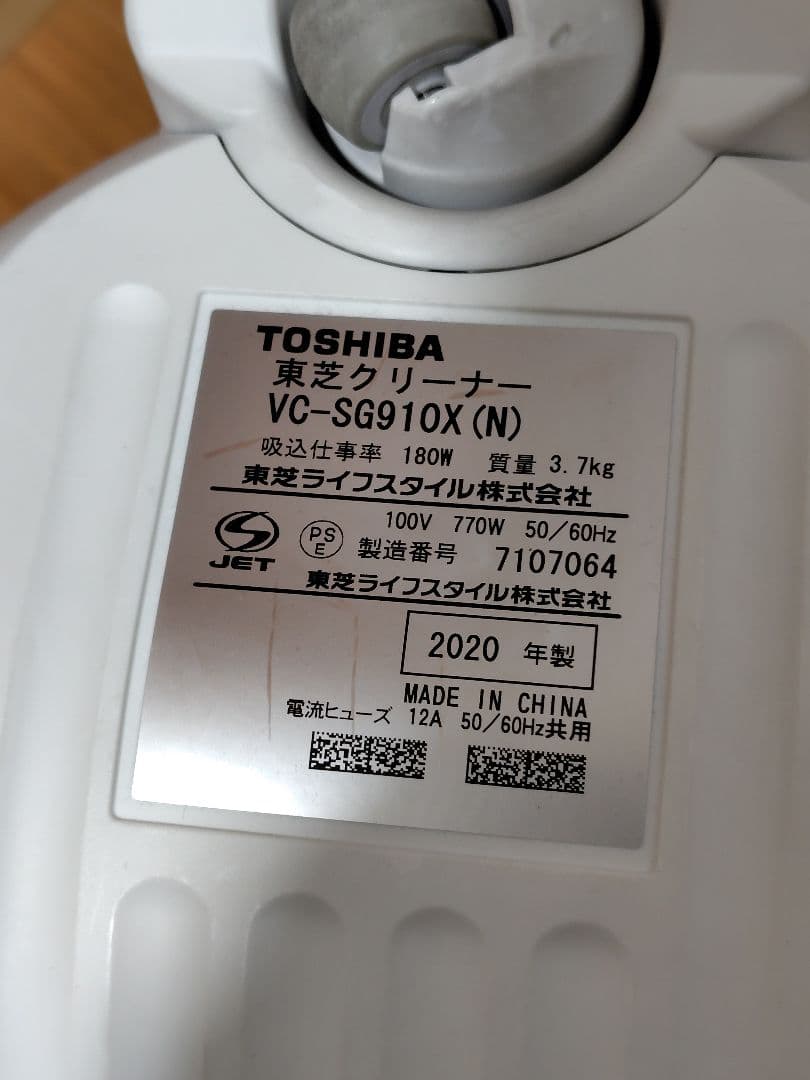 TOSHIBA
東芝クリーナー
VC-SG910X(N)
吸込仕事率 180W 質量 3.7kg
東芝ライフスタイル株式会社
100V 770W 50/60Hz
JET PSE 製造番号 7107064
東芝ライフスタイル株式会社
2020 年製
MADE IN CHINA
電流ヒューズ 12A 50/60Hz共用